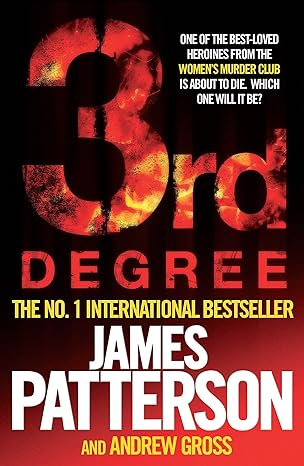 ONE OF THE BEST-LOVED
HEROINES FROM THE
WOMEN'S MURDER CLUB
IS ABOUT TO DIE. WHICH
ONE WILL IT BE?
3rd
DEGREE
THE NO. 1 INTERNATIONAL BESTSELLER
JAMES
PATTERSON
AND ANDREW GROSS